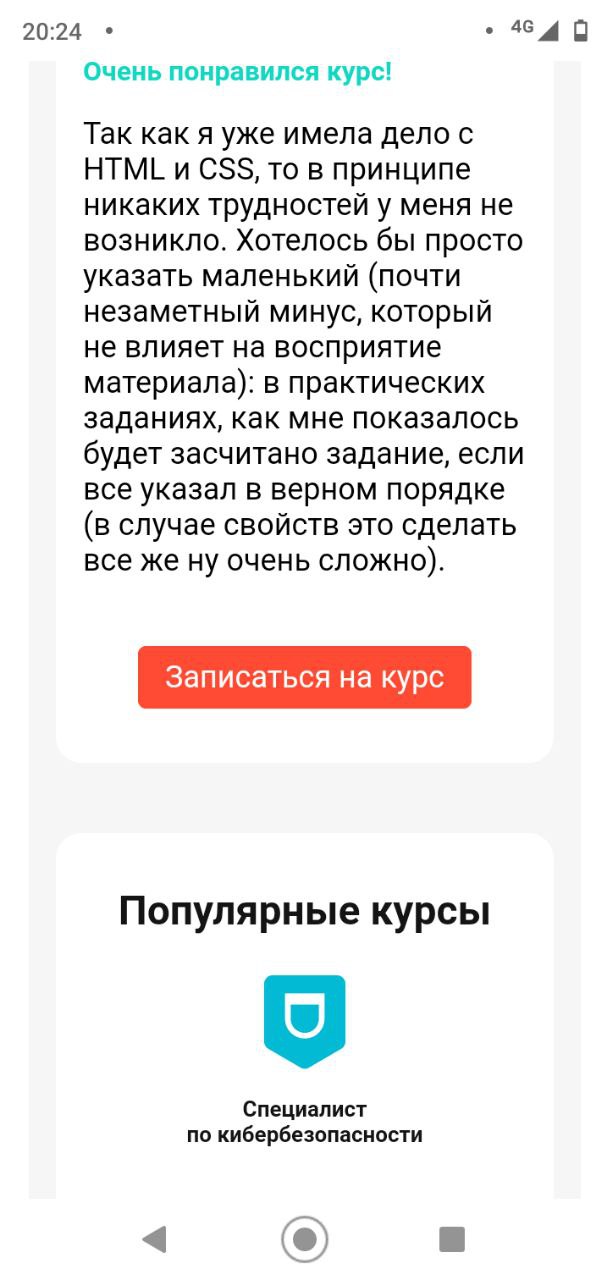 20:24
4G
Очень понравился курс!
Так как я уже имела дело с
HTML и CSS, то в принципе
никаких трудностей у меня не
возникло. Хотелось бы просто
указать маленький (почти
незаметный минус, который
не влияет на восприятие
материала): в практических
заданиях, как мне показалось
будет засчитано задание, если
все указал в верном порядке
(в случае свойств это сделать
все же ну очень сложно).
Записаться на курс
Популярные курсы
Специалист
по кибербезопасности